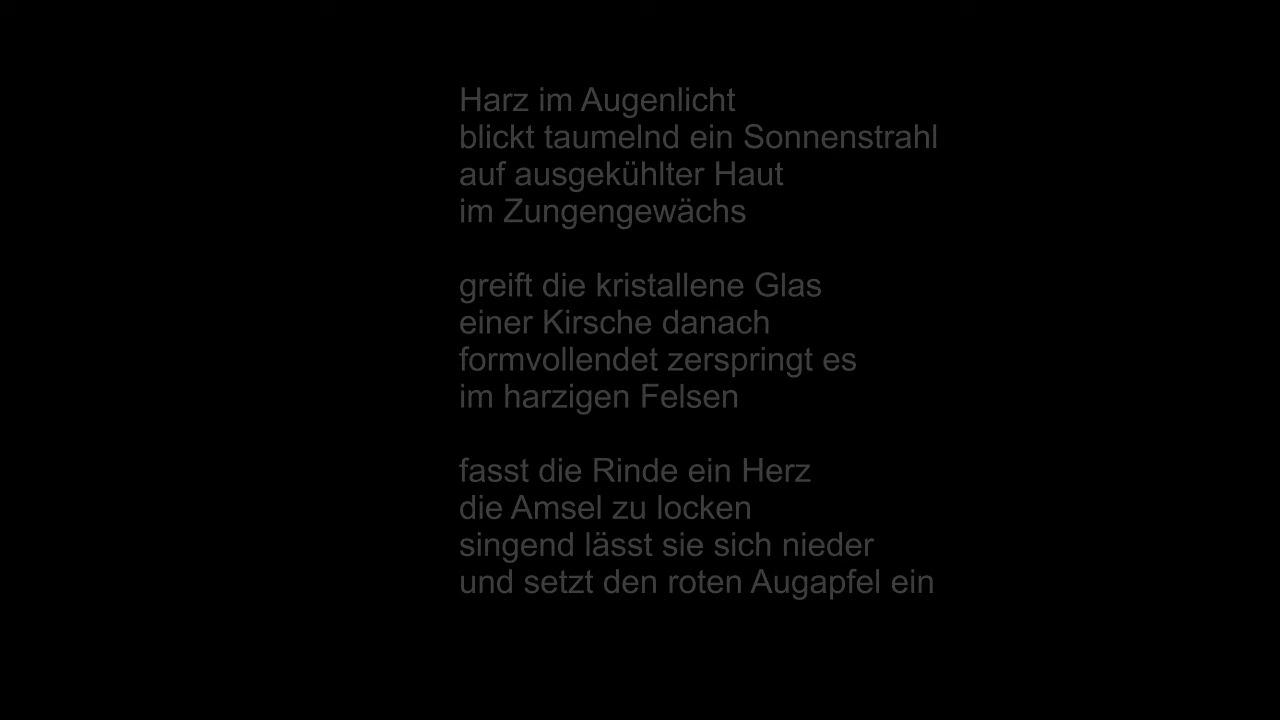 Harz im Augenlicht
blickt taumelnd ein Sonnenstrahl
auf ausgekühlter Haut
im Zungengewächs

greift die kristallene Glas
einer Kirsche danach
formvollendet zerspringt es
im harzigen Felsen

fasst die Rinde ein Herz
die Amsel zu locken
singend lässt sie sich nieder
und setzt den roten Augapfel ein